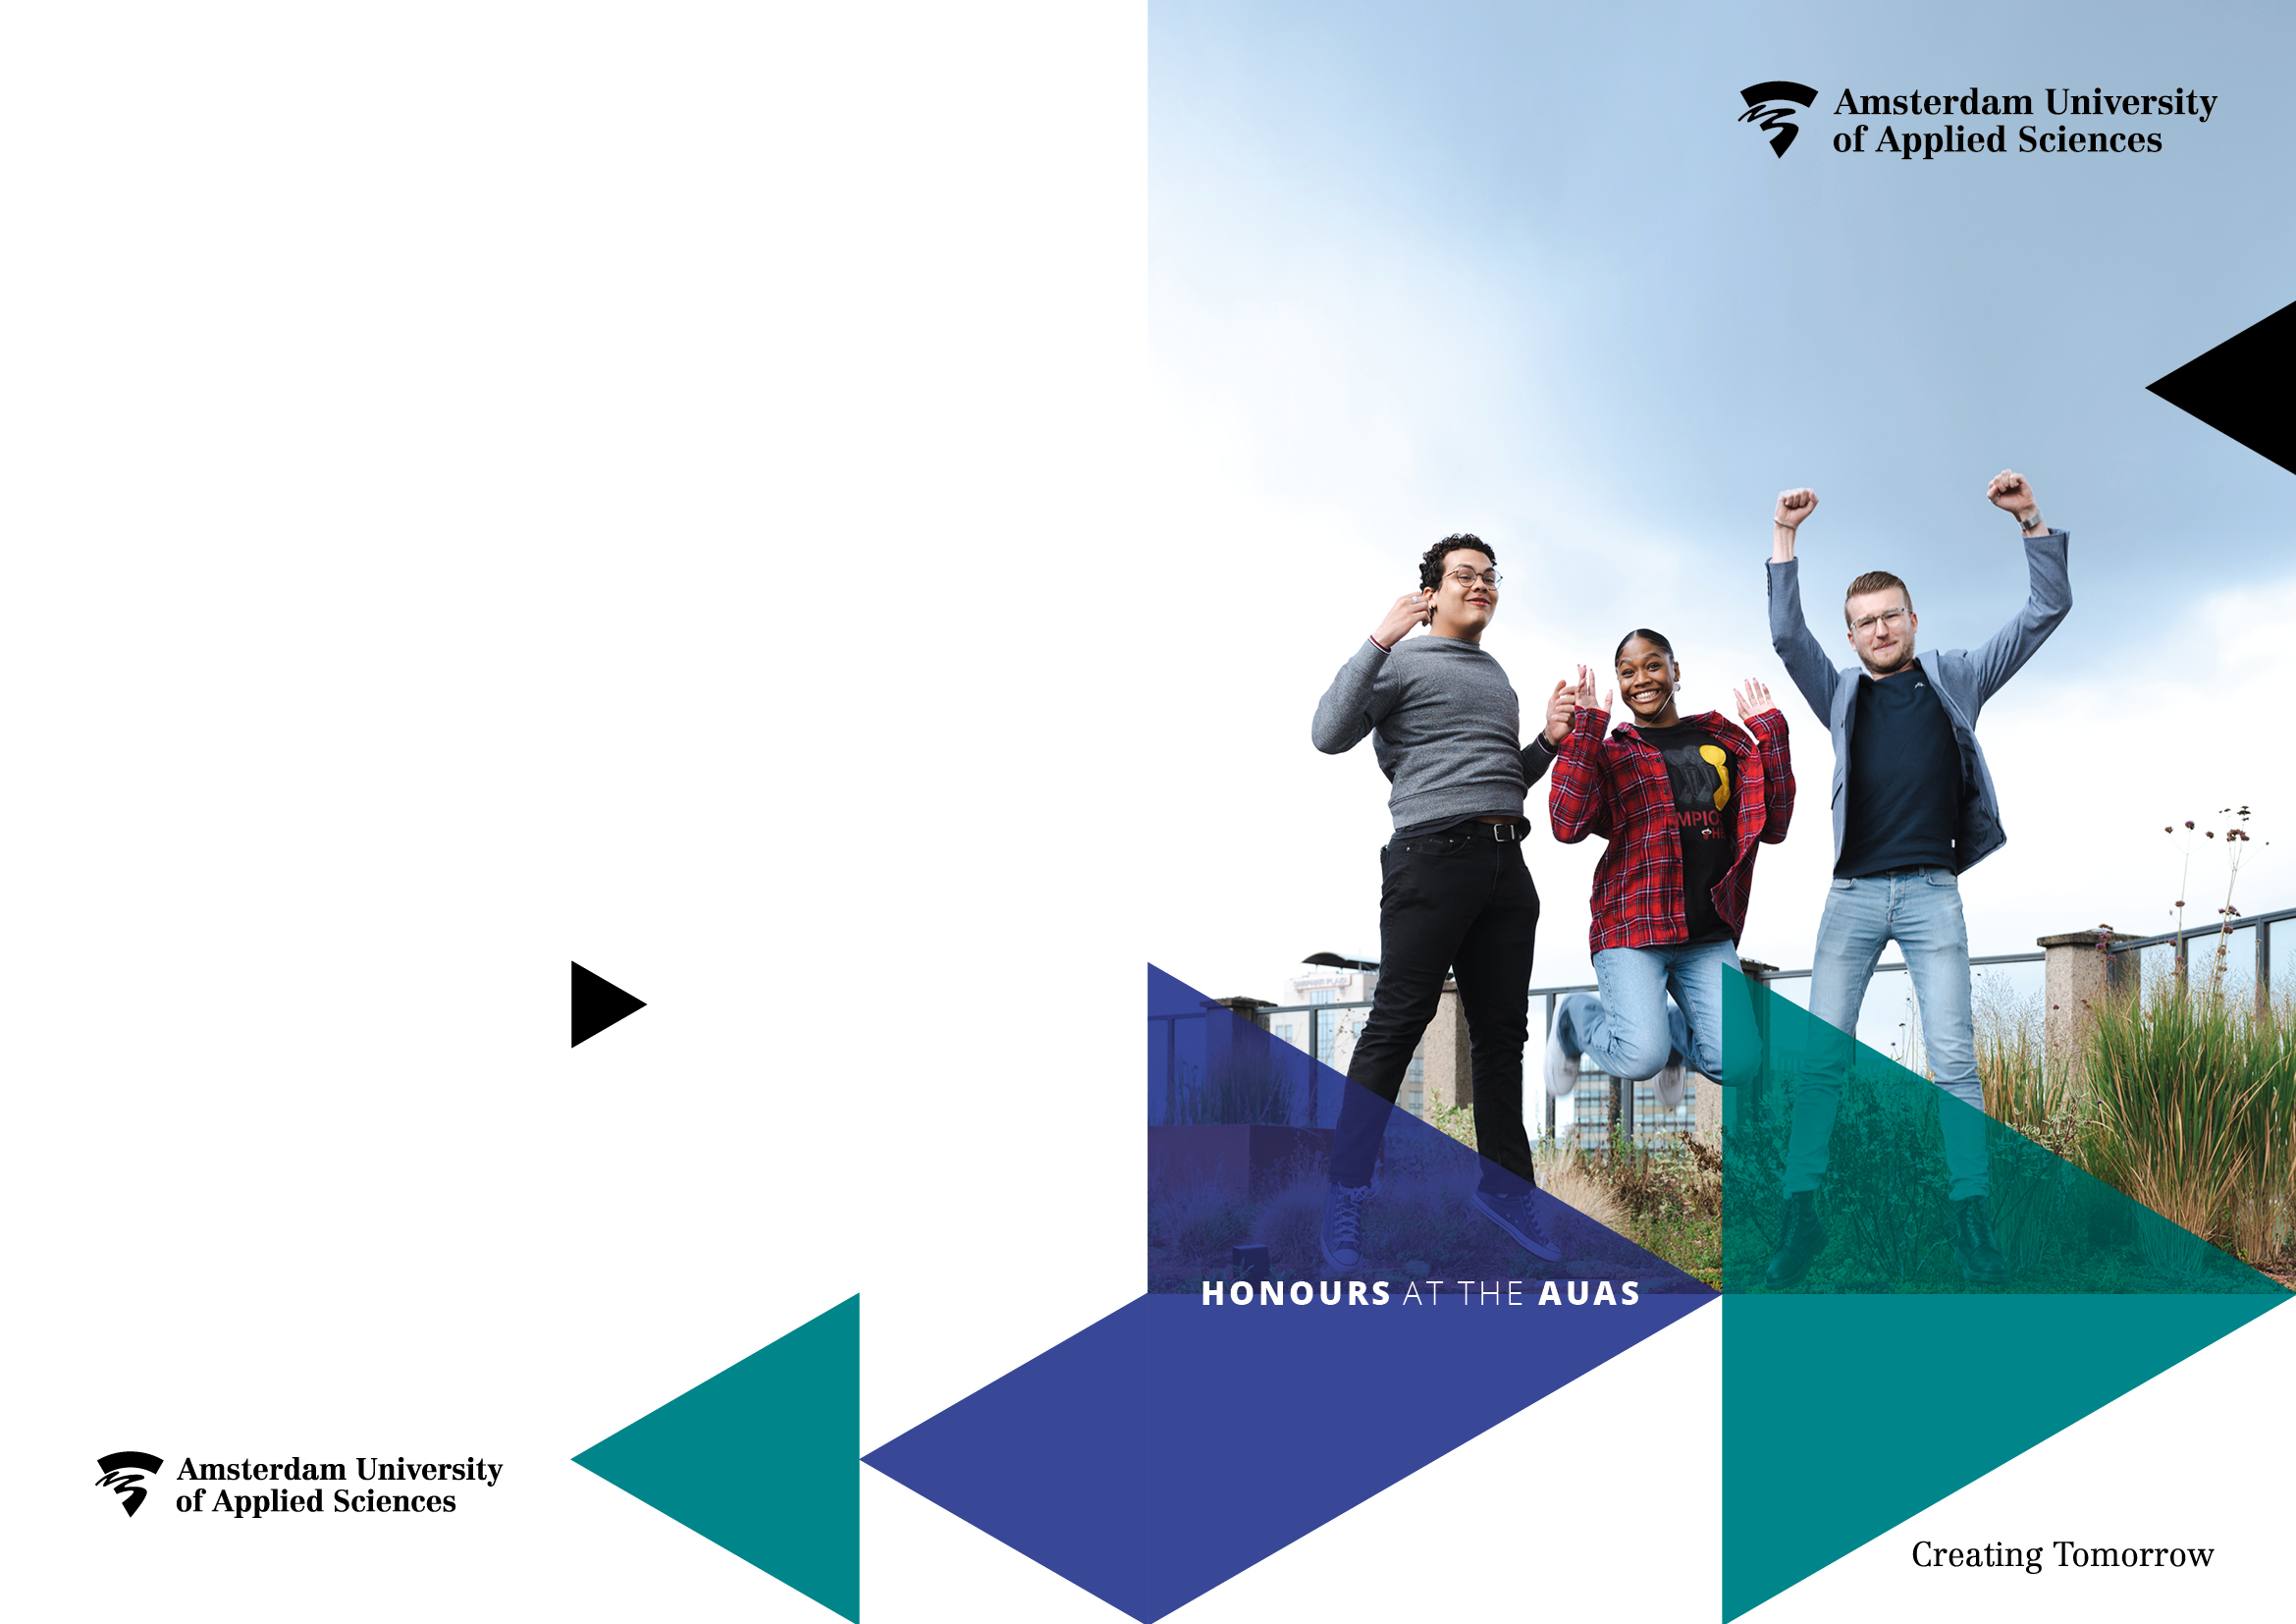 Amsterdam University
of Applied Sciences
HONOURS AT THE AUAS
Amsterdam University
of Applied Sciences
Creating Tomorrow